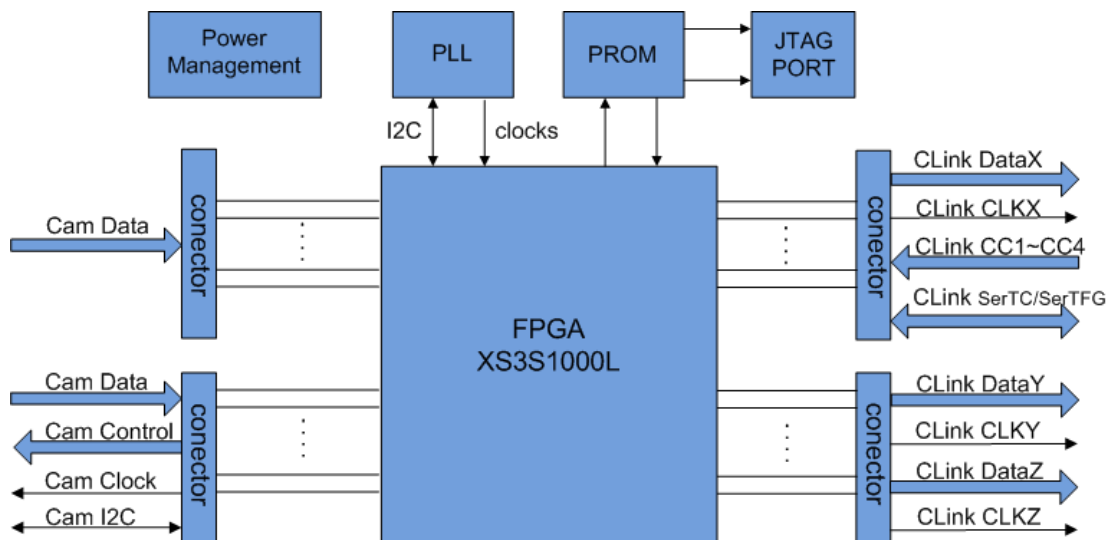 Power
Management
PLL
PROM
JTAG
PORT
I2C
clocks
conector
Cam Data
conector
Cam Data
Cam Control
Cam Clock
Cam I2C
FPGA
XS3S1000L
conector
CLink DataX
CLink CLKX
CLink CC1~CC4
CLink SerTC/SerTFG
conector
CLink DataY
CLink CLKY
CLink DataZ
CLink CLKZ